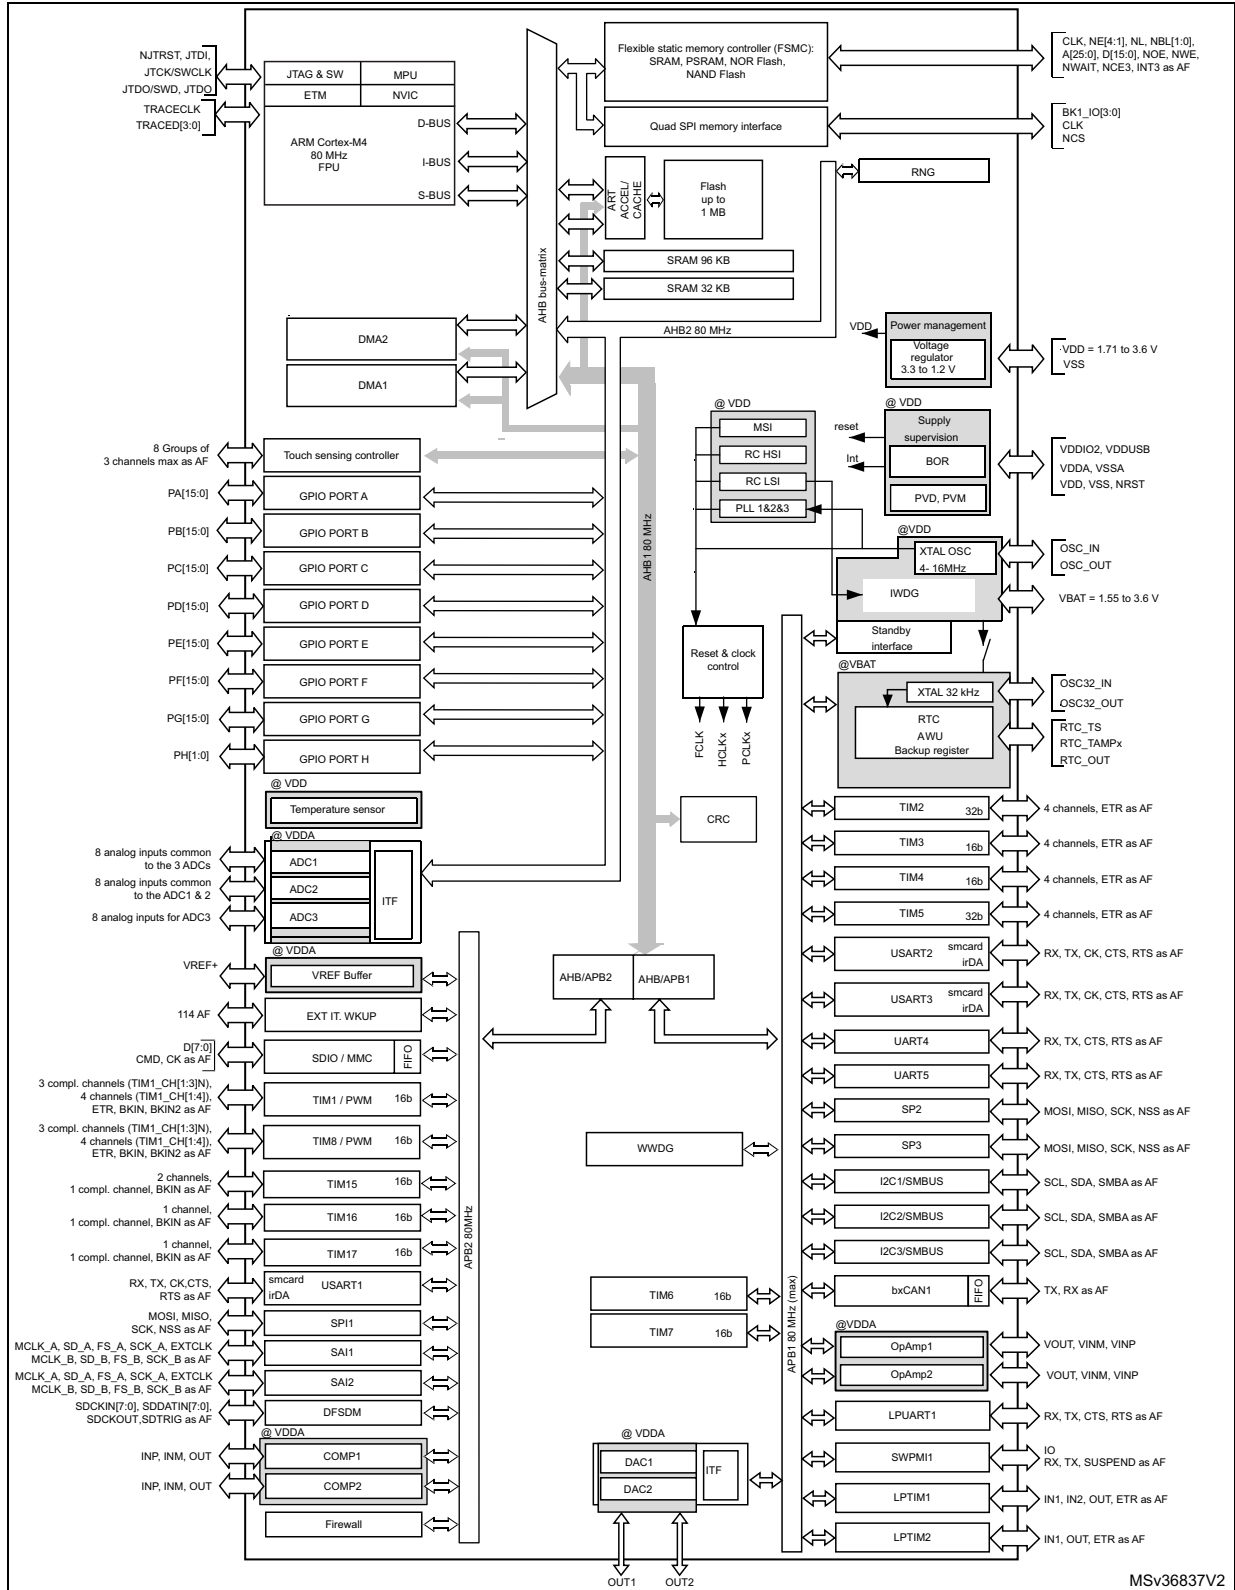 NJTRST, JTDI,
JTCK/SWCLK
JTDO/SWD, JTDO
TRACECLK
TRACED[3:0]
JTAG & SW
MPU
ETM
NVIC
ARM Cortex-M4
80 MHz
FPU
D-BUS
I-BUS
S-BUS
AHB bus-matrix
Flexible static memory controller (FSMC):
SRAM, PSRAM, NOR Flash,
NAND Flash
CLK, NE[4:1], NL, NBL[1:0],
A[25:0], D[15:0], NOE, NWE,
NWAIT, NCE3, INT3 as AF
Quad SPI memory interface
BK1_IO[3:0]
CLK
NCS
ART
ACCEL/
CACHE
Flash
up to
1 MB
RNG
SRAM 96 KB
SRAM 32 KB
AHB2 80 MHz
DMA2
DMA1
VDD
Power management
Voltage
regulator
3.3 to 1.2 V
VDD = 1.71 to 3.6 V
VSS
@ VDD
MSI
RC HSI
RC LSI
PLL 1&2&3
@ VDD
reset
Int
Supply
supervision
BOR
PVD, PVM
VDDIO2, VDDUSB
VDDA, VSSA
VDD, VSS, NRST
8 Groups of
3 channels max as AF
Touch sensing controller
PA[15:0]
GPIO PORT A
PB[15:0]
GPIO PORT B
PC[15:0]
GPIO PORT C
PD[15:0]
GPIO PORT D
PE[15:0]
GPIO PORT E
PF[15:0]
GPIO PORT F
PG[15:0]
GPIO PORT G
PH[1:0]
GPIO PORT H
AHB1 80 MHz
@VDD
XTAL OSC
4- 16MHz
IWDG
OSC_IN
OSC_OUT
VBAT = 1.55 to 3.6 V
Standby
interface
Reset & clock
control
FCLK
HCLKx
PCLKx
@VBAT
XTAL 32 kHz
RTC
AWU
Backup register
OSC32_IN
OSC32_OUT
RTC_TS
RTC_TAMPx
RTC_OUT
@ VDD
Temperature sensor
CRC
@ VDDA
8 analog inputs common
to the 3 ADCs
8 analog inputs common
to the ADC1 & 2
8 analog inputs for ADC3
ADC1
ADC2
ADC3
ITF
@ VDDA
VREF+
VREF Buffer
114 AF
EXT IT. WKUP
D[7:0]
CMD, CK as AF
SDIO / MMC
FIFO
3 compl. channels (TIM1_CH[1:3]N),
4 channels (TIM1_CH[1:4]),
ETR, BKIN, BKIN2 as AF
TIM1 / PWM
16b
3 compl. channels (TIM1_CH[1:3]N),
4 channels (TIM1_CH[1:4]),
ETR, BKIN, BKIN2 as AF
TIM8 / PWM
16b
2 channels,
1 compl. channel, BKIN as AF
TIM15
16b
1 channel,
1 compl. channel, BKIN as AF
TIM16
16b
1 channel,
1 compl. channel, BKIN as AF
TIM17
16b
RX, TX, CK,CTS,
RTS as AF
smcard
irDA
USART1
MOSI, MISO,
SCK, NSS as AF
SPI1
MCLK_A, SD_A, FS_A, SCK_A, EXTCLK
MCLK_B, SD_B, FS_B, SCK_B as AF
SAI1
MCLK_A, SD_A, FS_A, SCK_A, EXTCLK
MCLK_B, SD_B, FS_B, SCK_B as AF
SAI2
SDCKIN[7:0], SDDATIN[7:0],
SDCKOUT,SDTRIG as AF
DFSDM
@ VDDA
INP, INM, OUT
COMP1
INP, INM, OUT
COMP2
Firewall
APB2 80MHz
AHB/APB2
AHB/APB1
WWDG
TIM6
16b
TIM7
16b
@ VDDA
DAC1
DAC2
ITF
OUT1
OUT2
APB1 80 MHz (max)
TIM2
32b
4 channels, ETR as AF
TIM3
16b
4 channels, ETR as AF
TIM4
16b
4 channels, ETR as AF
TIM5
32b
4 channels, ETR as AF
USART2
smcard
irDA
RX, TX, CK, CTS, RTS as AF
USART3
smcard
irDA
RX, TX, CK, CTS, RTS as AF
UART4
RX, TX, CTS, RTS as AF
UART5
RX, TX, CTS, RTS as AF
SP2
MOSI, MISO, SCK, NSS as AF
SP3
MOSI, MISO, SCK, NSS as AF
I2C1/SMBUS
SCL, SDA, SMBA as AF
I2C2/SMBUS
SCL, SDA, SMBA as AF
I2C3/SMBUS
SCL, SDA, SMBA as AF
bxCAN1
FIFO
TX, RX as AF
@VDDA
OpAmp1
VOUT, VINM, VINP
OpAmp2
VOUT, VINM, VINP
LPUART1
RX, TX, CTS, RTS as AF
SWPMI1
IO
RX, TX, SUSPEND as AF
LPTIM1
IN1, IN2, OUT, ETR as AF
LPTIM2
IN1, OUT, ETR as AF
MSv36837V2